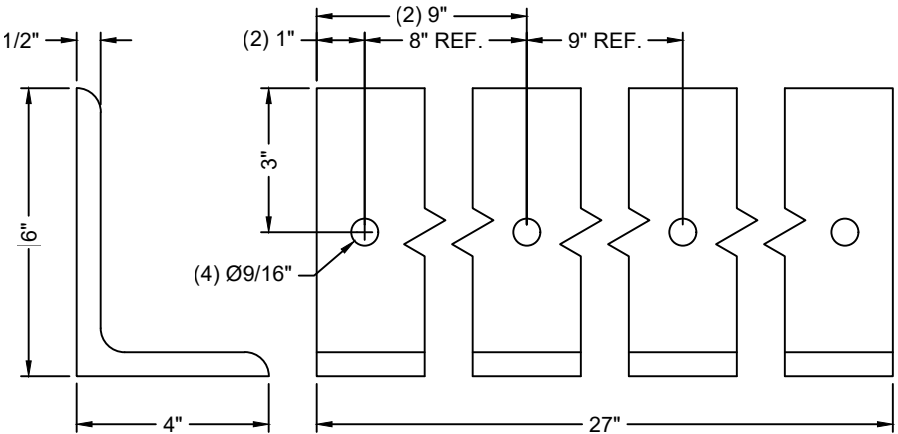 (2) 9"
1/2"
(2) 1"
8" REF.
9" REF.
3"
6"
(4) Ø9/16"
4"
27"